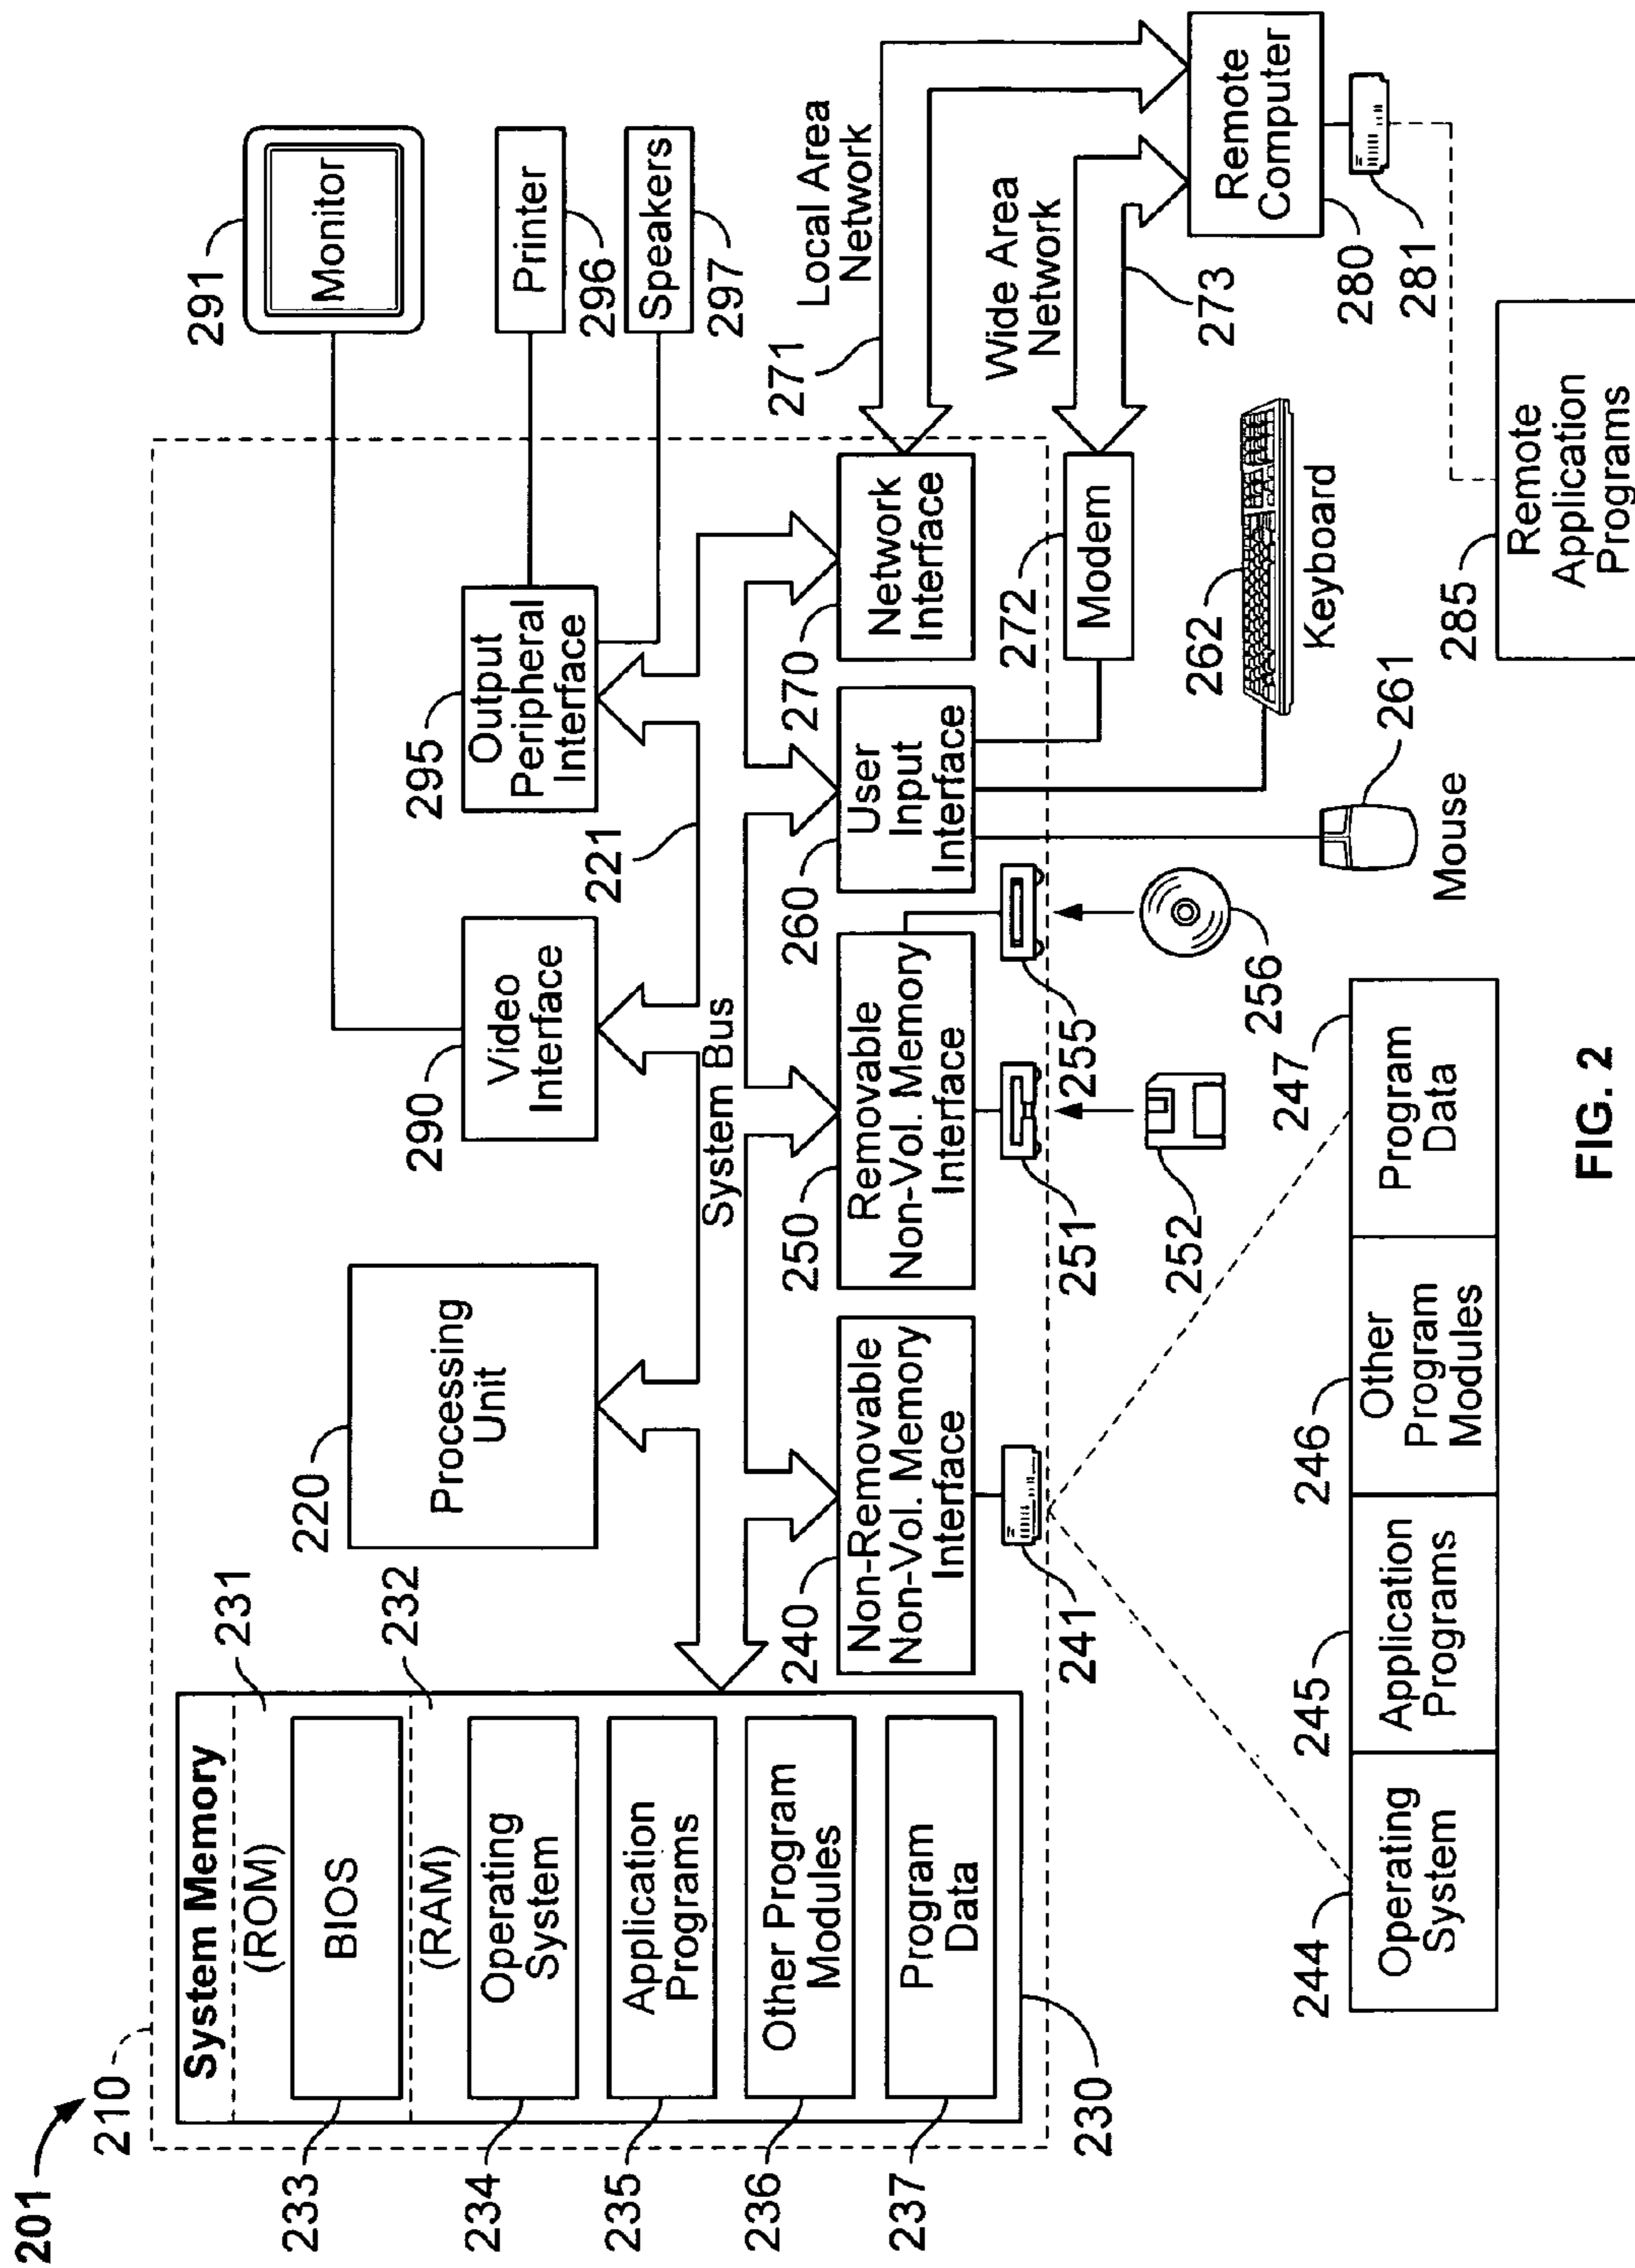 201
210
System Memory
(ROM)
231
BIOS
233
(RAM)
232
Operating
System
234
Application
Programs
235
Other Program
Modules
236
Program
Data
237
230
220
Processing
Unit
290
Video
Interface
295
Output
Peripheral
Interface
291
Monitor
Printer
296
Speakers
297
221
System Bus
240
Non-Removable
Non-Vol. Memory
Interface
250
Removable
Non-Vol. Memory
Interface
260
User
Input
Interface
270
Network
Interface
271
Local Area
Network
272
Modem
Wide Area
Network
273
Remote
Computer
280
281
241
251
255
252
256
262
Keyboard
261
Mouse
244
Operating
System
245
Application
Programs
246
Other
Program
Modules
247
Program
Data
285
Remote
Application
Programs
FIG. 2